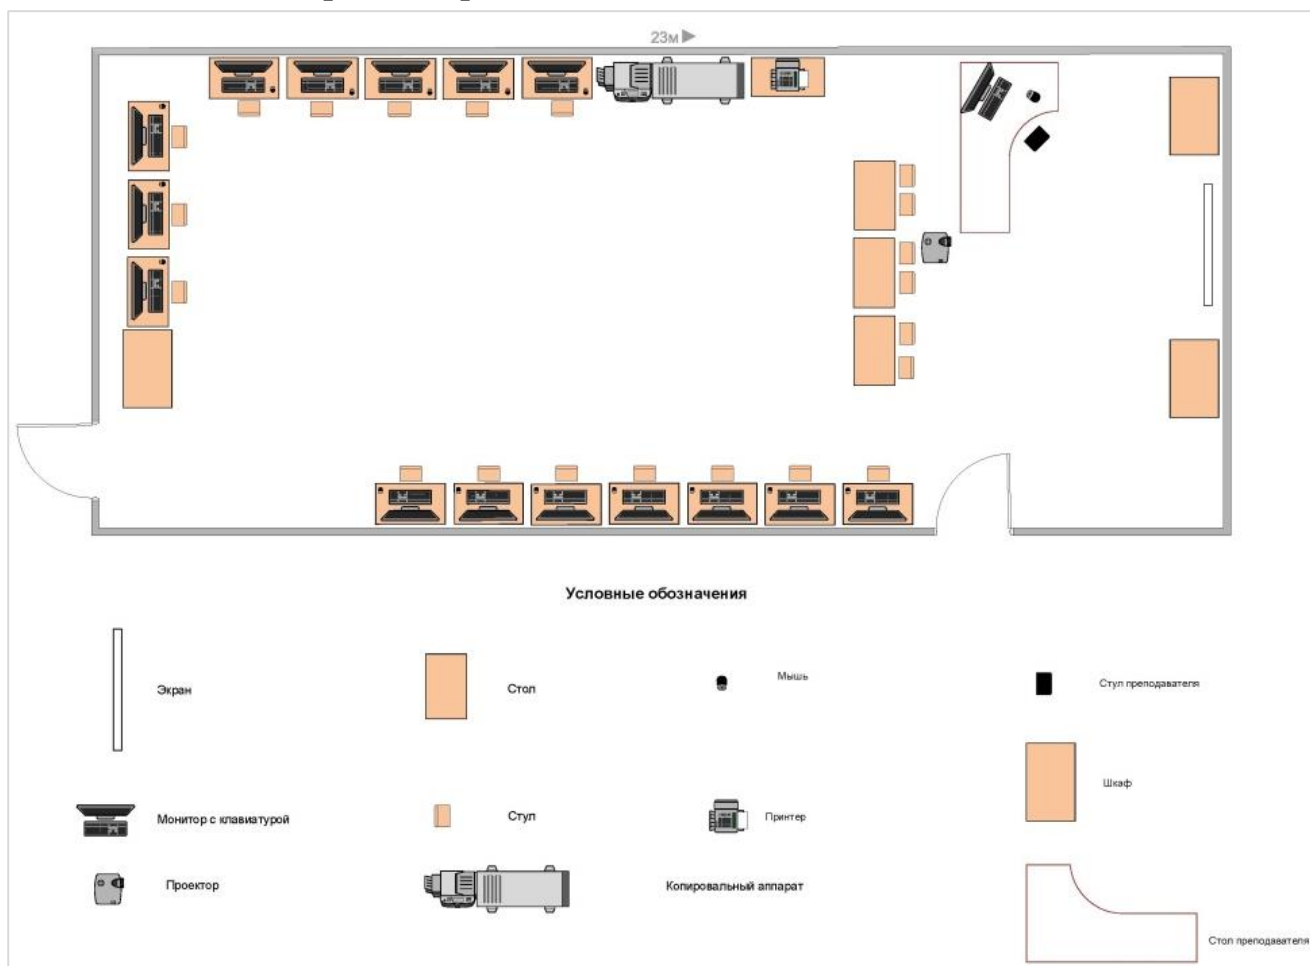 23м
Условные обозначения
Экран
Стол
Мышь
Стул преподавателя
Монитор с клавиатурой
Стул
Принтер
Шкаф
Проектор
Копировальный аппарат
Стол преподавателя